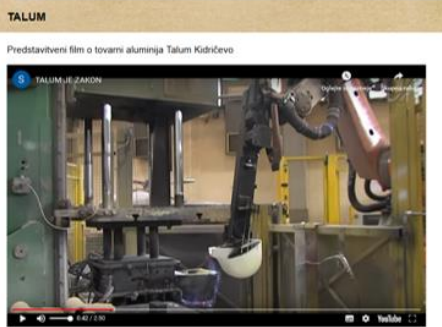 TALUM
Predstavitveni film o tovarni aluminija Talum Kidričevo
S TALUM JE ZAKON
0:42 / 2:50
YouTube